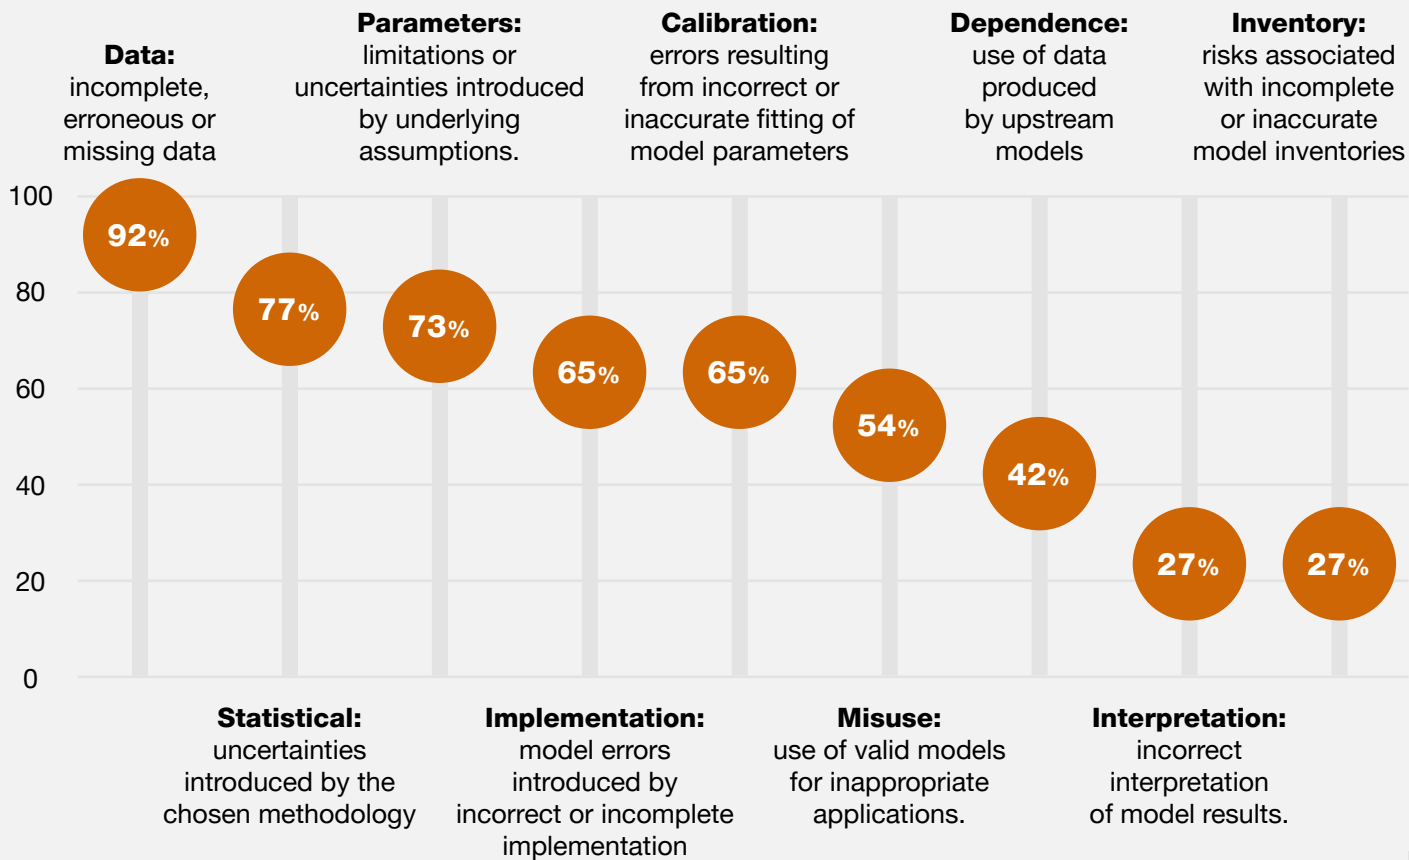 Data:
incomplete,
erroneous or
missing data
Parameters:
limitations or
uncertainties introduced
by underlying
assumptions.
Calibration:
errors resulting
from incorrect or
inaccurate fitting of
model parameters
Dependence:
use of data
produced
by upstream
models
Inventory:
risks associated
with incomplete
or inaccurate
model inventories
100
80
60
40
20
0
92%
77%
73%
65%
65%
54%
42%
27%
27%
Statistical:
uncertainties
introduced by the
chosen methodology
Implementation:
model errors
introduced by
incorrect or incomplete
implementation
Misuse:
use of valid models
for inappropriate
applications.
Interpretation:
incorrect
interpretation
of model results.